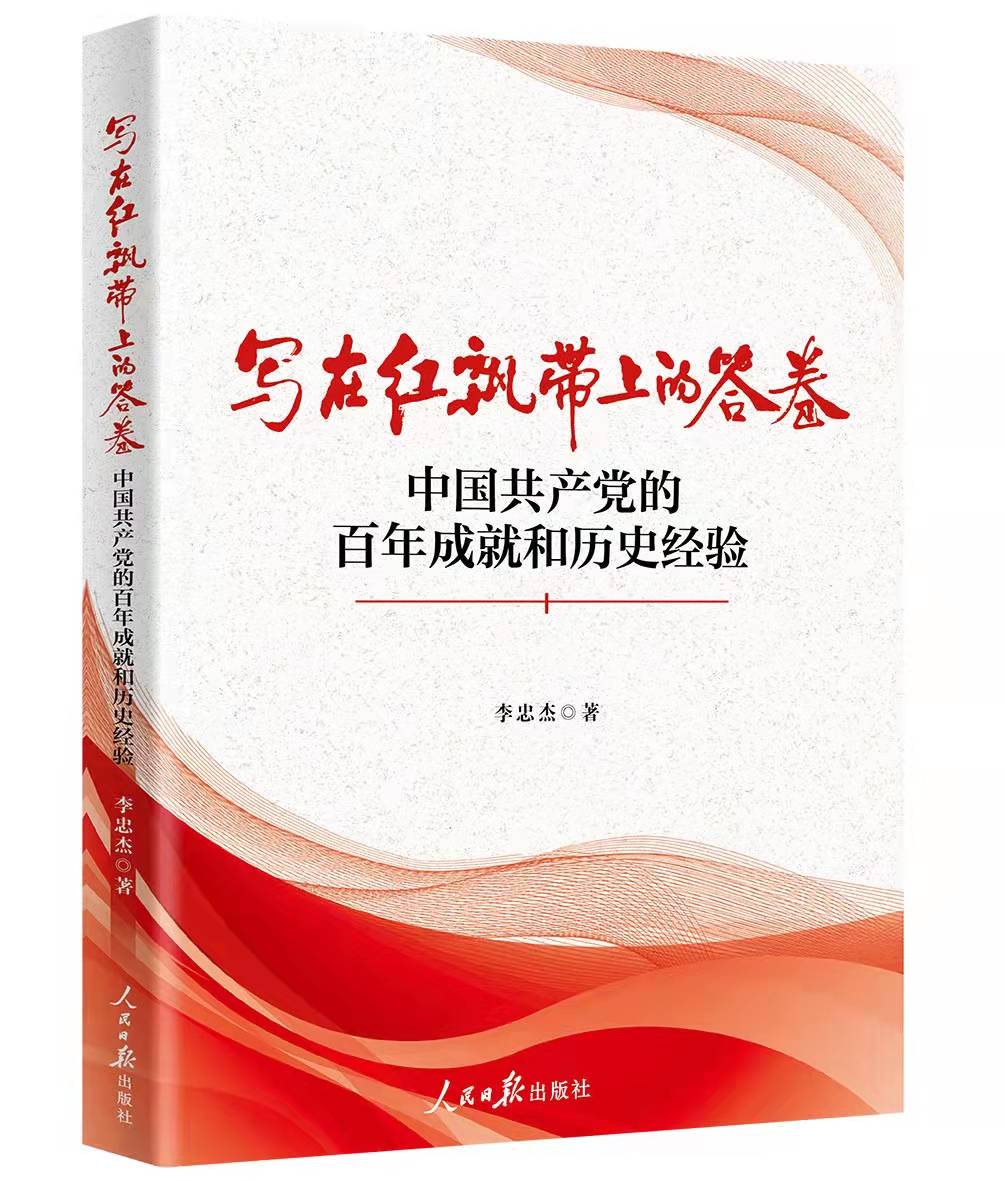 写在红飘带上的答卷
中国共产党的
百年成就和历史经验
李忠杰◎著
人民日报出版社
写在红飘带上的答卷
中国共产党的百年成就和历史经验
李忠杰◎著
人民日报出版社